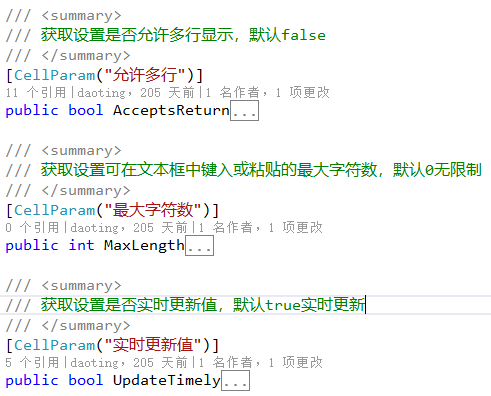 /// <summary>
/// 获取设置是否允许多行显示，默认false
/// </summary>
[CellParam("允许多行")]
11 个引用|daoting，205 天前|1 名作者，1 项更改
public bool AcceptsReturn...
/// <summary>
/// 获取设置可在文本框中键入或粘贴的最大字符数，默认0无限制
/// </summary>
[CellParam("最大字符数")]
0 个引用|daoting，205 天前|1 名作者，1 项更改
public int MaxLength...
/// <summary>
/// 获取设置是否实时更新值，默认true实时更新
/// </summary>
[CellParam("实时更新值")]
5 个引用|daoting，205 天前|1 名作者，1 项更改
public bool UpdateTimely...